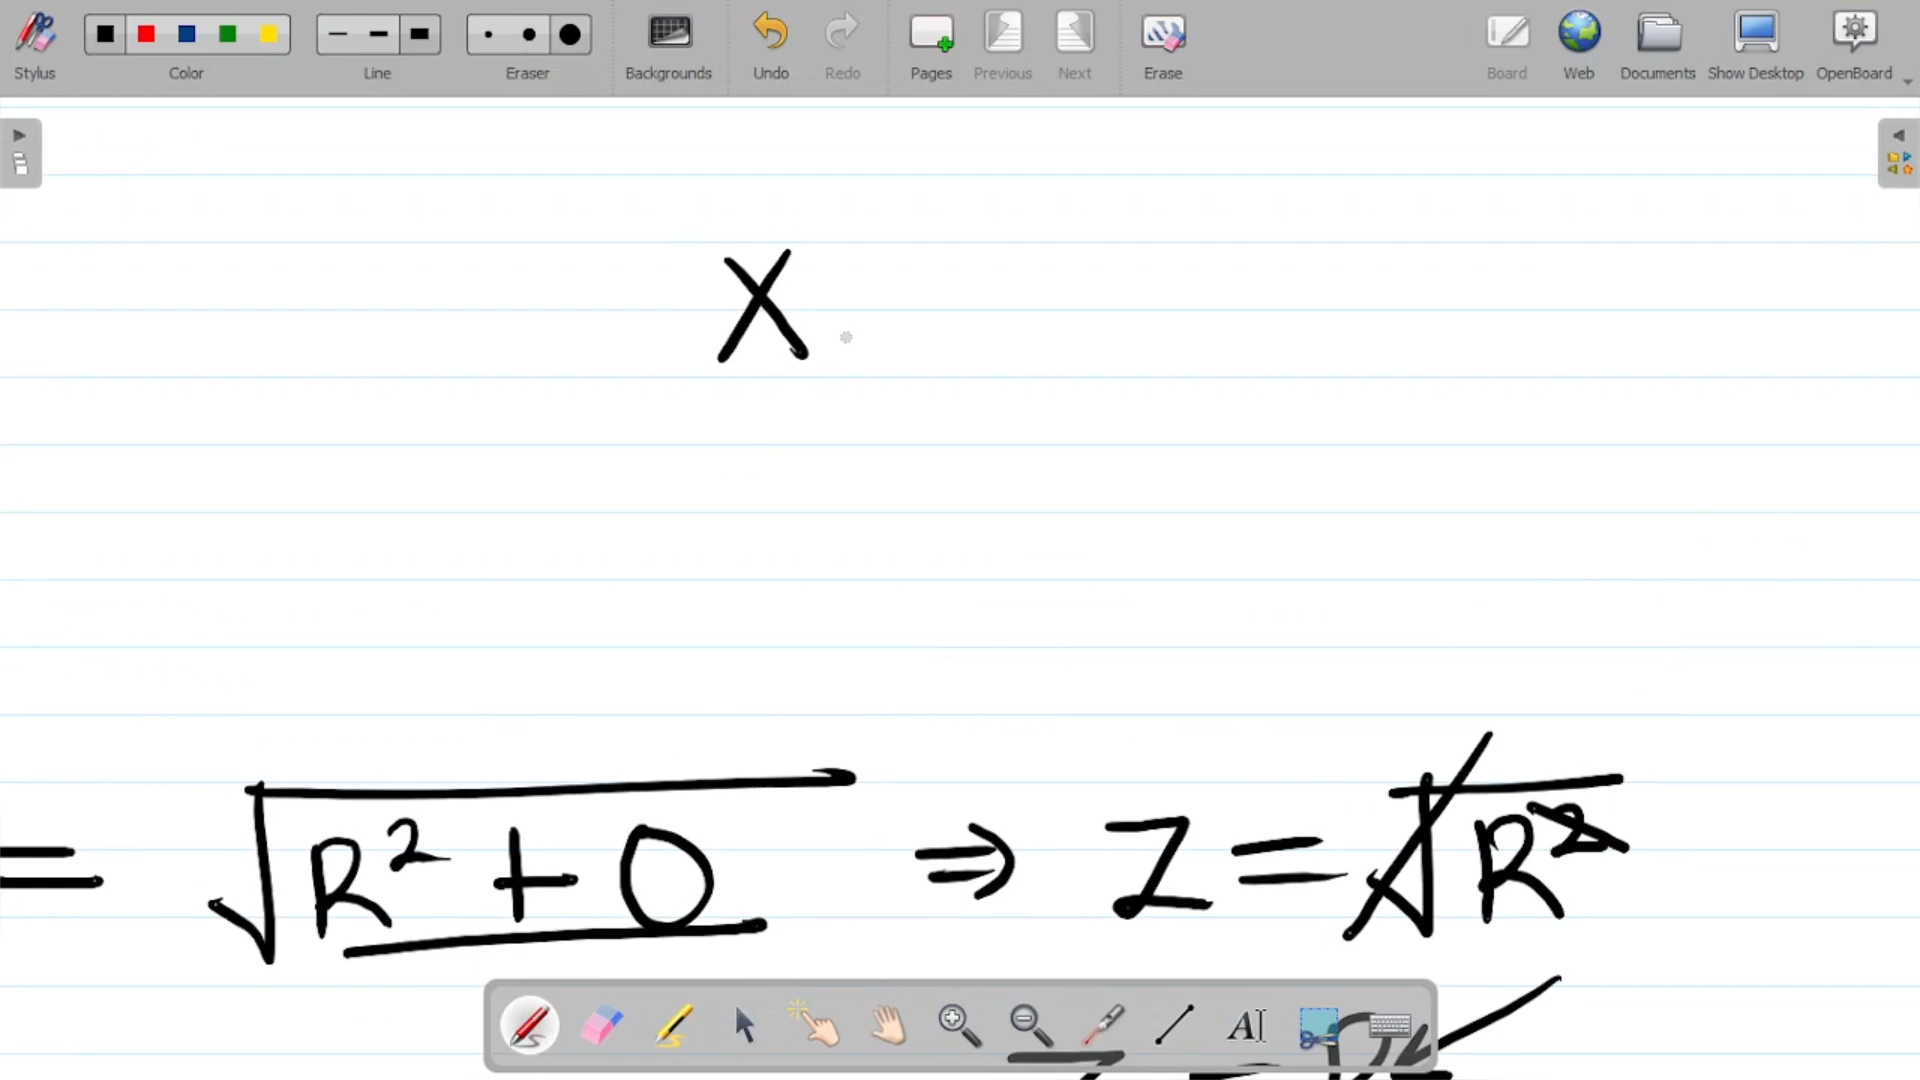 Stylus Color Line Eraser Backgrounds Undo Redo Pages Previous Next Erase Board Web Documents Show Desktop OpenBoard
X
= √R² + 0 ⇒ Z = √R²